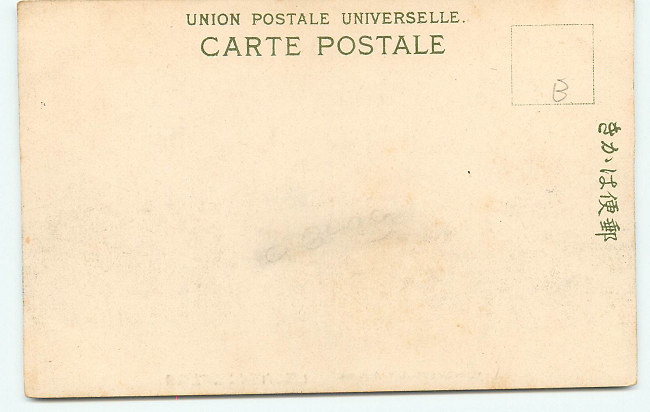 UNION POSTALE UNIVERSELLE.
CARTE POSTALE
B
郵便はかき